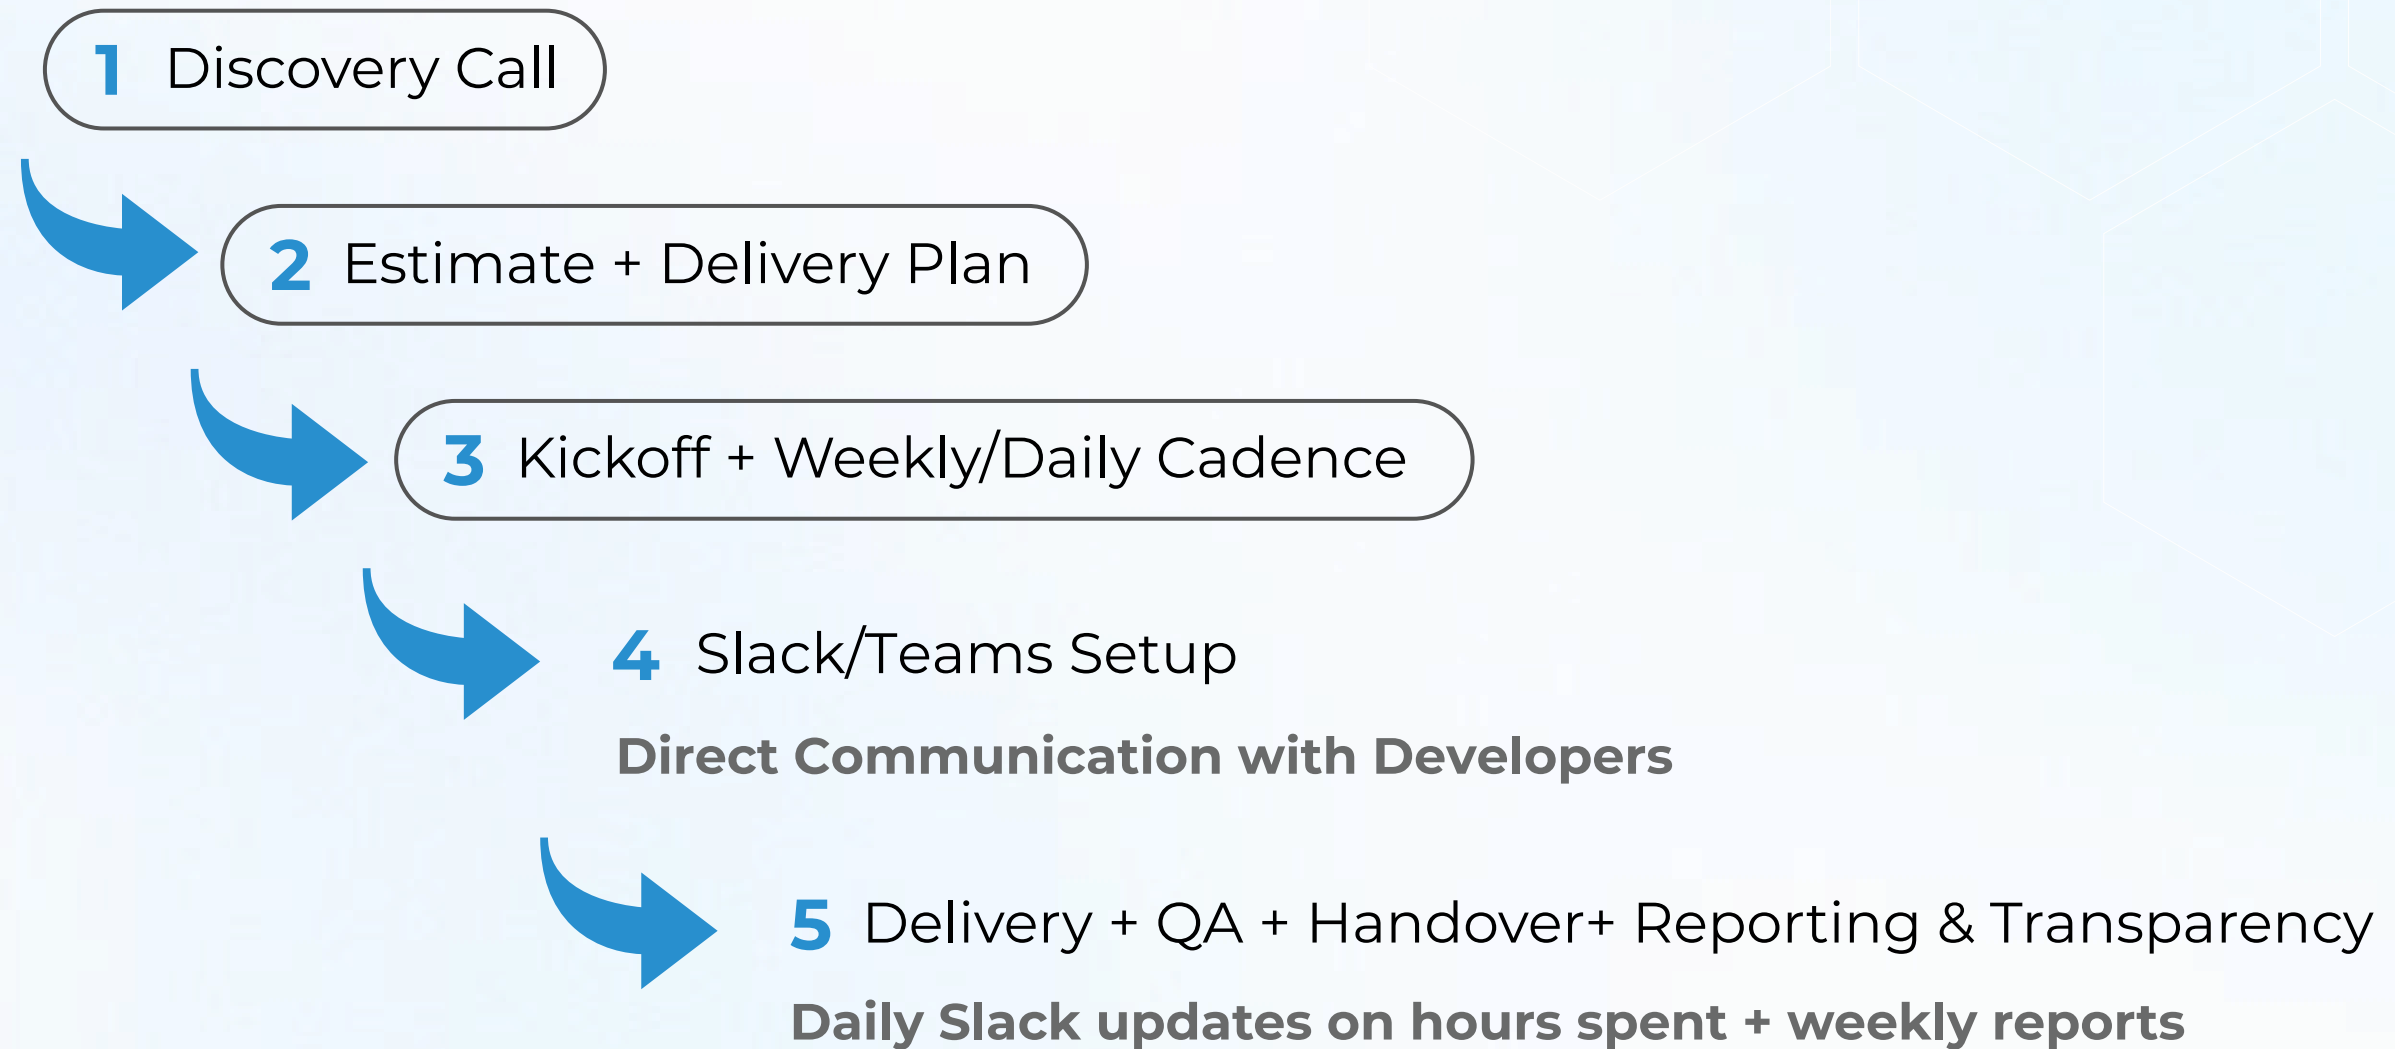 1 Discovery Call
2 Estimate + Delivery Plan
3 Kickoff + Weekly/Daily Cadence
4 Slack/Teams Setup
Direct Communication with Developers
5 Delivery + QA + Handover+ Reporting & Transparency
Daily Slack updates on hours spent + weekly reports